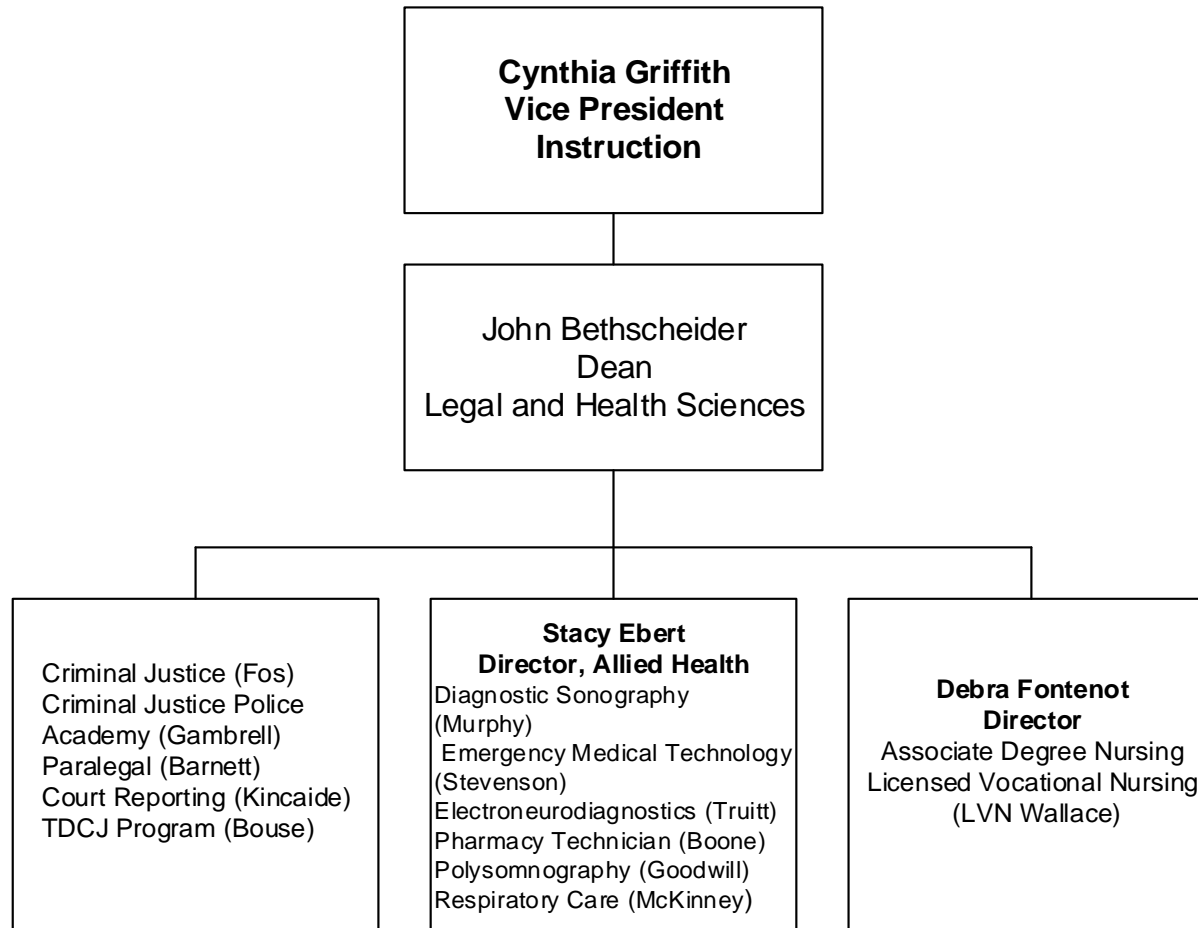 Cynthia Griffith
Vice President
Instruction
John Bethscheider
Dean
Legal and Health Sciences
Criminal Justice (Fos)
Criminal Justice Police
Academy (Gambrell)
Paralegal (Barnett)
Court Reporting (Kincaide)
TDCJ Program (Bouse)
Stacy Ebert
Director, Allied Health
Diagnostic Sonography
(Murphy)
Emergency Medical Technology
(Stevenson)
Electroneurodiagnostics (Truitt)
Pharmacy Technician (Boone)
Polysomnography (Goodwill)
Respiratory Care (McKinney)
Debra Fontenot
Director
Associate Degree Nursing
Licensed Vocational Nursing
(LVN Wallace)